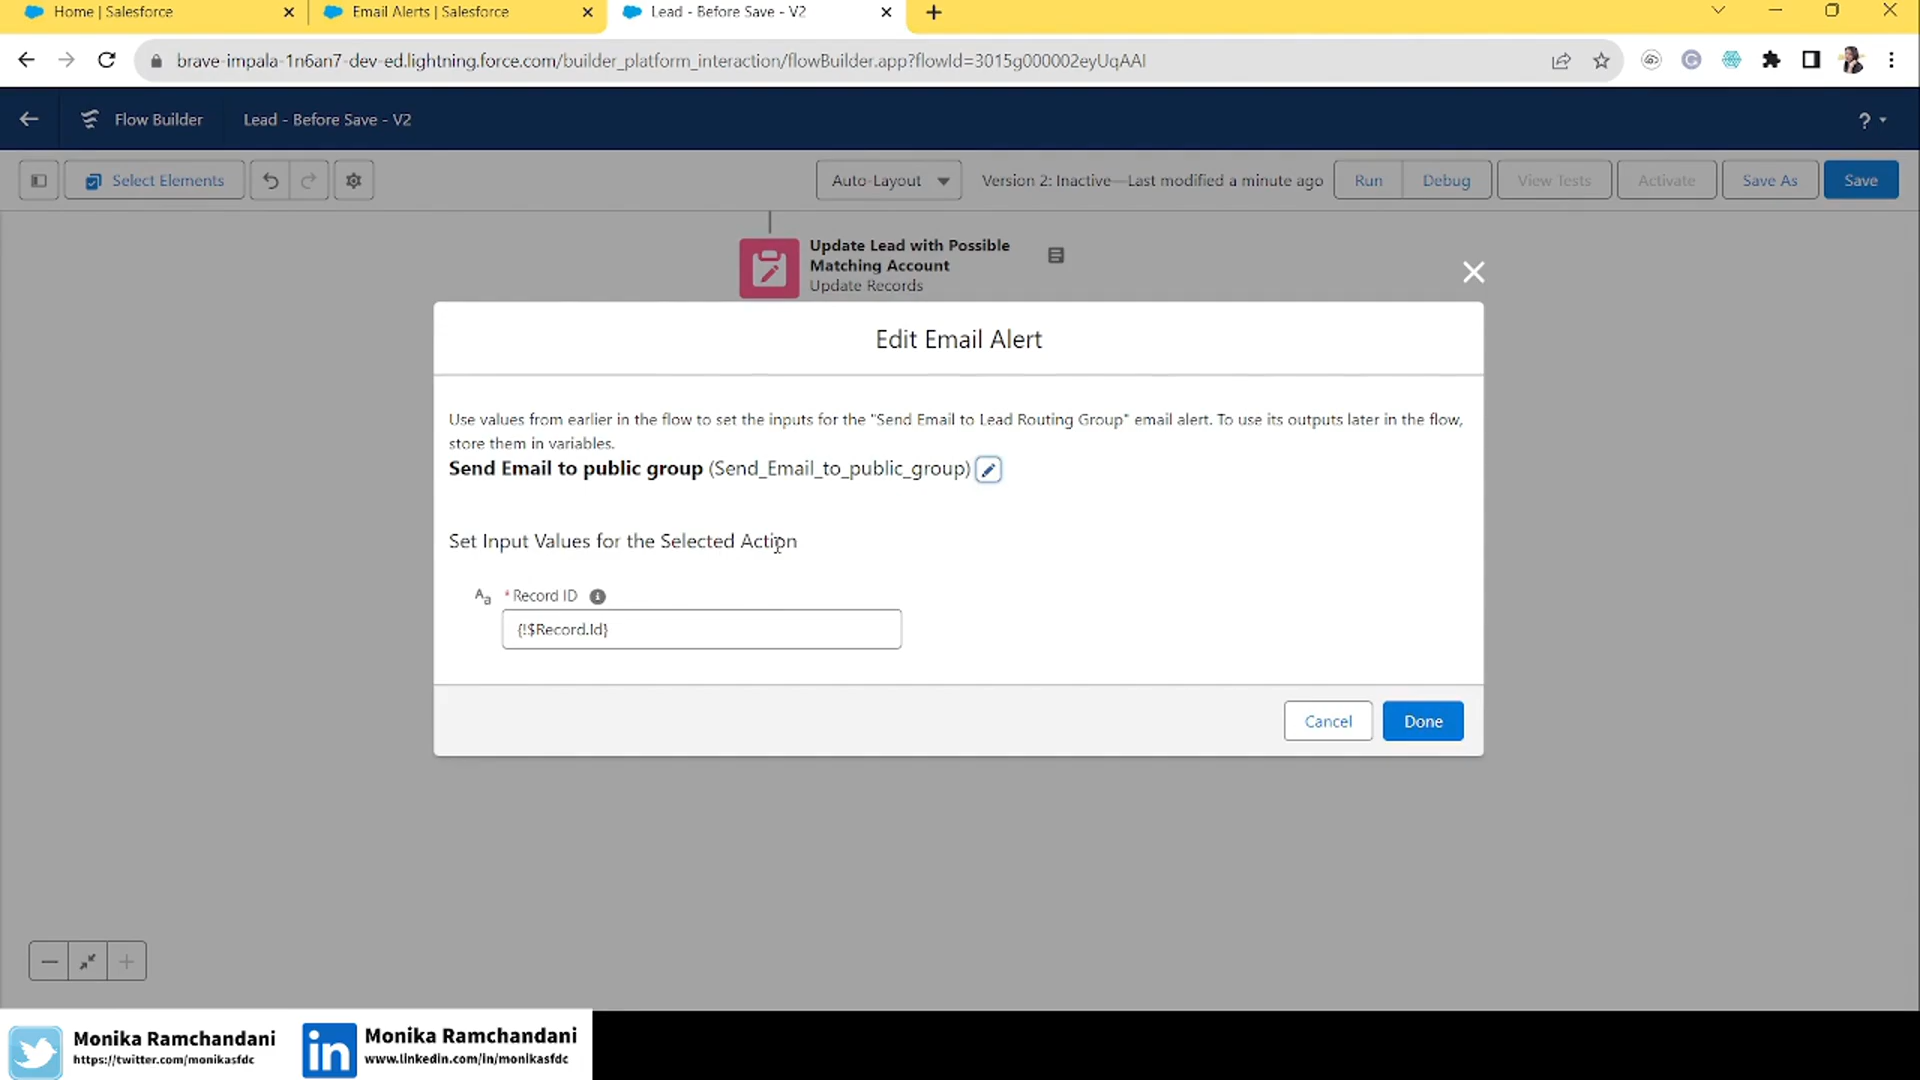 Home | Salesforce
Email Alerts | Salesforce
Lead - Before Save - V2
brave-impala-1n6an7-dev-ed.lightning.force.com/builder_platform_interaction/flowBuilder.app?flowId=3015g000002eyUqAAI
Flow Builder
Lead - Before Save - V2
?
Select Elements
Auto-Layout
Version 2: Inactive—Last modified a minute ago
Run
Debug
View Tests
Activate
Save As
Save
Update Lead with Possible
Matching Account
Update Records
Edit Email Alert
Use values from earlier in the flow to set the inputs for the "Send Email to Lead Routing Group" email alert. To use its outputs later in the flow,
store them in variables.
Send Email to public group (Send_Email_to_public_group)
Set Input Values for the Selected Action
Aa * Record ID
{!$Record.Id}
Cancel
Done
Monika Ramchandani
https://twitter.com/monikasfdc
in
Monika Ramchandani
www.linkedin.com/in/monikasfdc